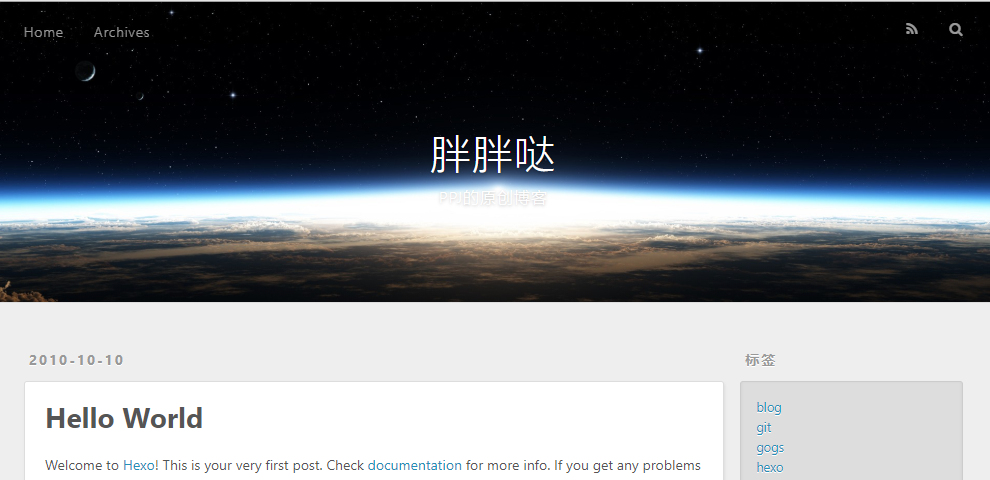 Home Archives
胖胖哒
PP的原创博客
2010-10-10
Hello World
Welcome to Hexo! This is your very first post. Check documentation for more info. If you get any problems
标签
blog
git
gogs
hexo